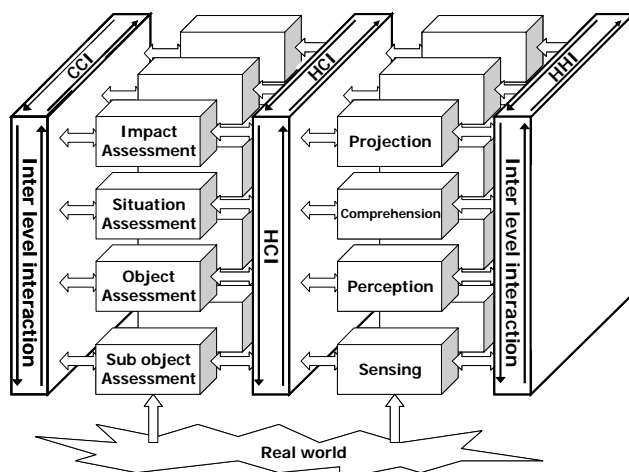 CCI
HCI
HHI
Impact
Assessment
Projection
Situation
Assessment
Comprehension
Inter level interaction
HCI
Inter level interaction
Object
Assessment
Perception
Sub object
Assessment
Sensing
Real world